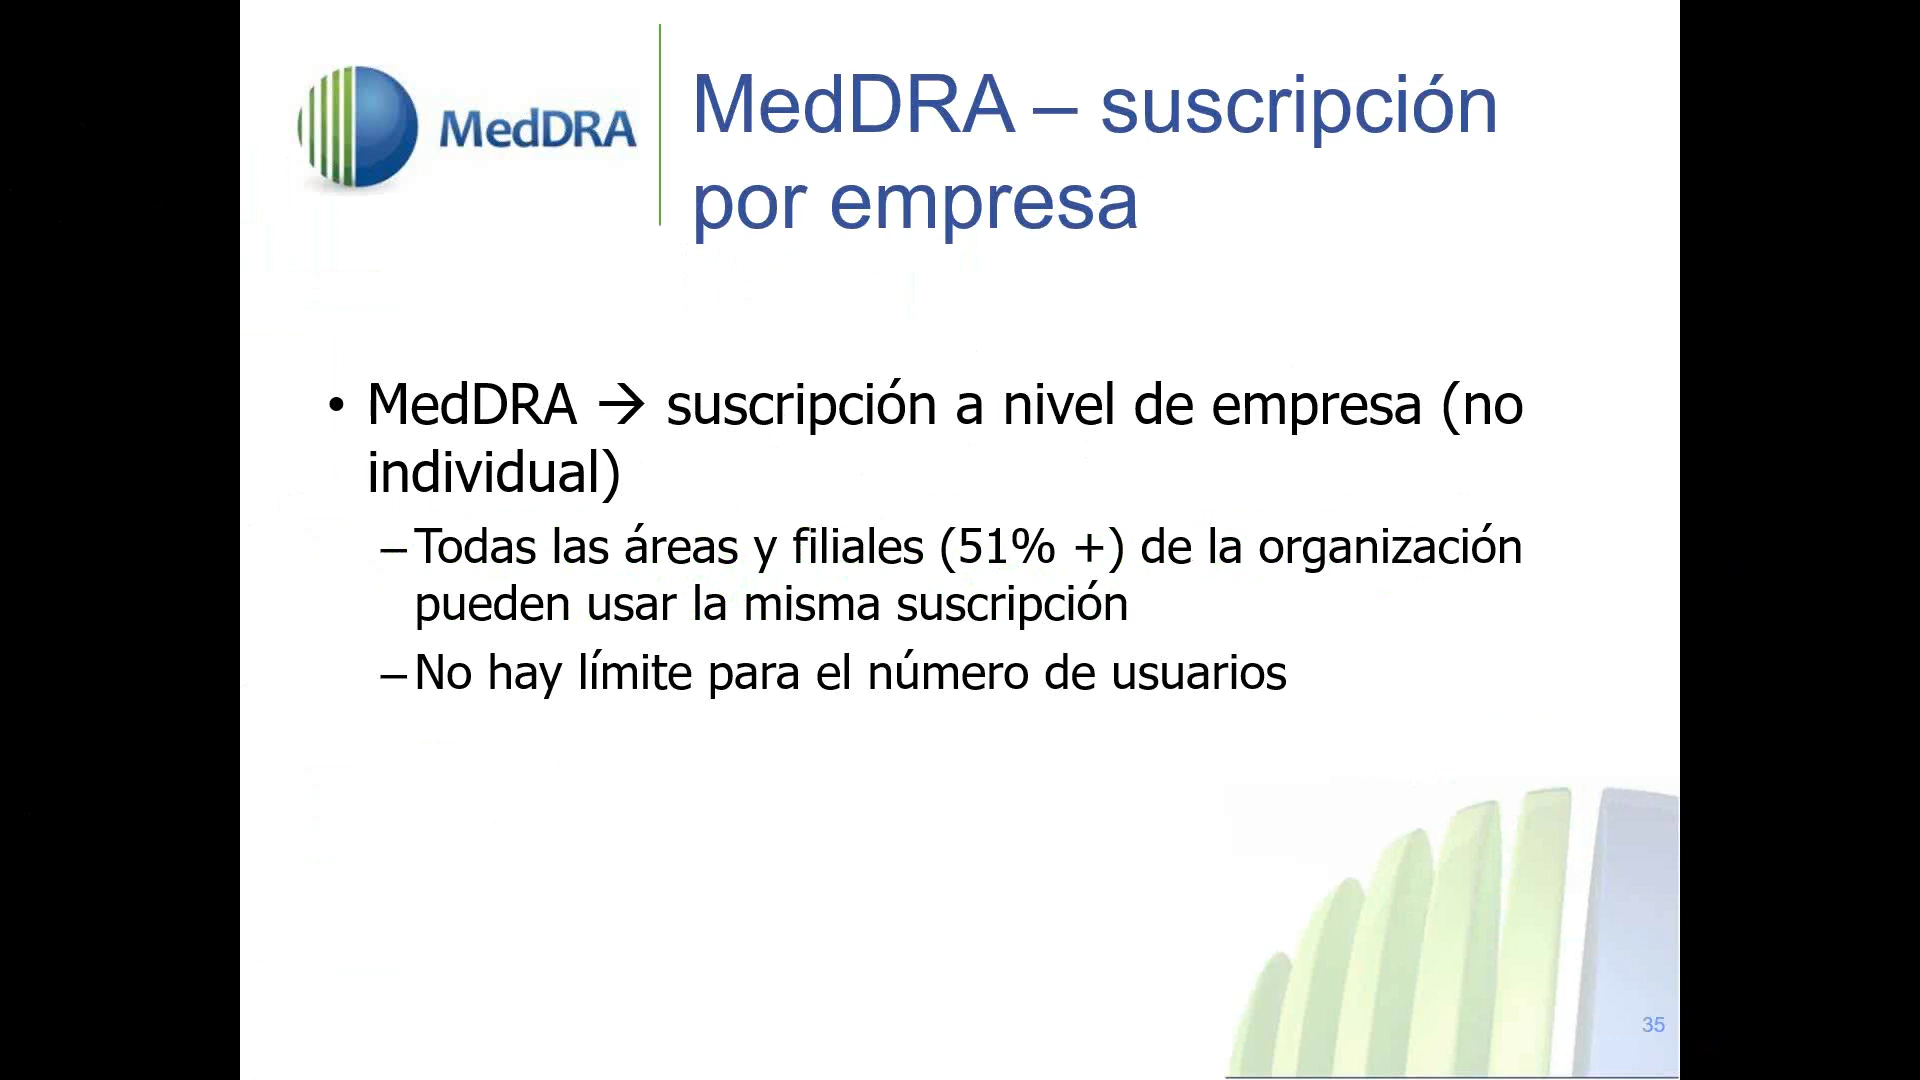 MedDRA
MedDRA – suscripción
por empresa
• MedDRA → suscripción a nivel de empresa (no
individual)
– Todas las áreas y filiales (51% +) de la organización
pueden usar la misma suscripción
– No hay límite para el número de usuarios
35